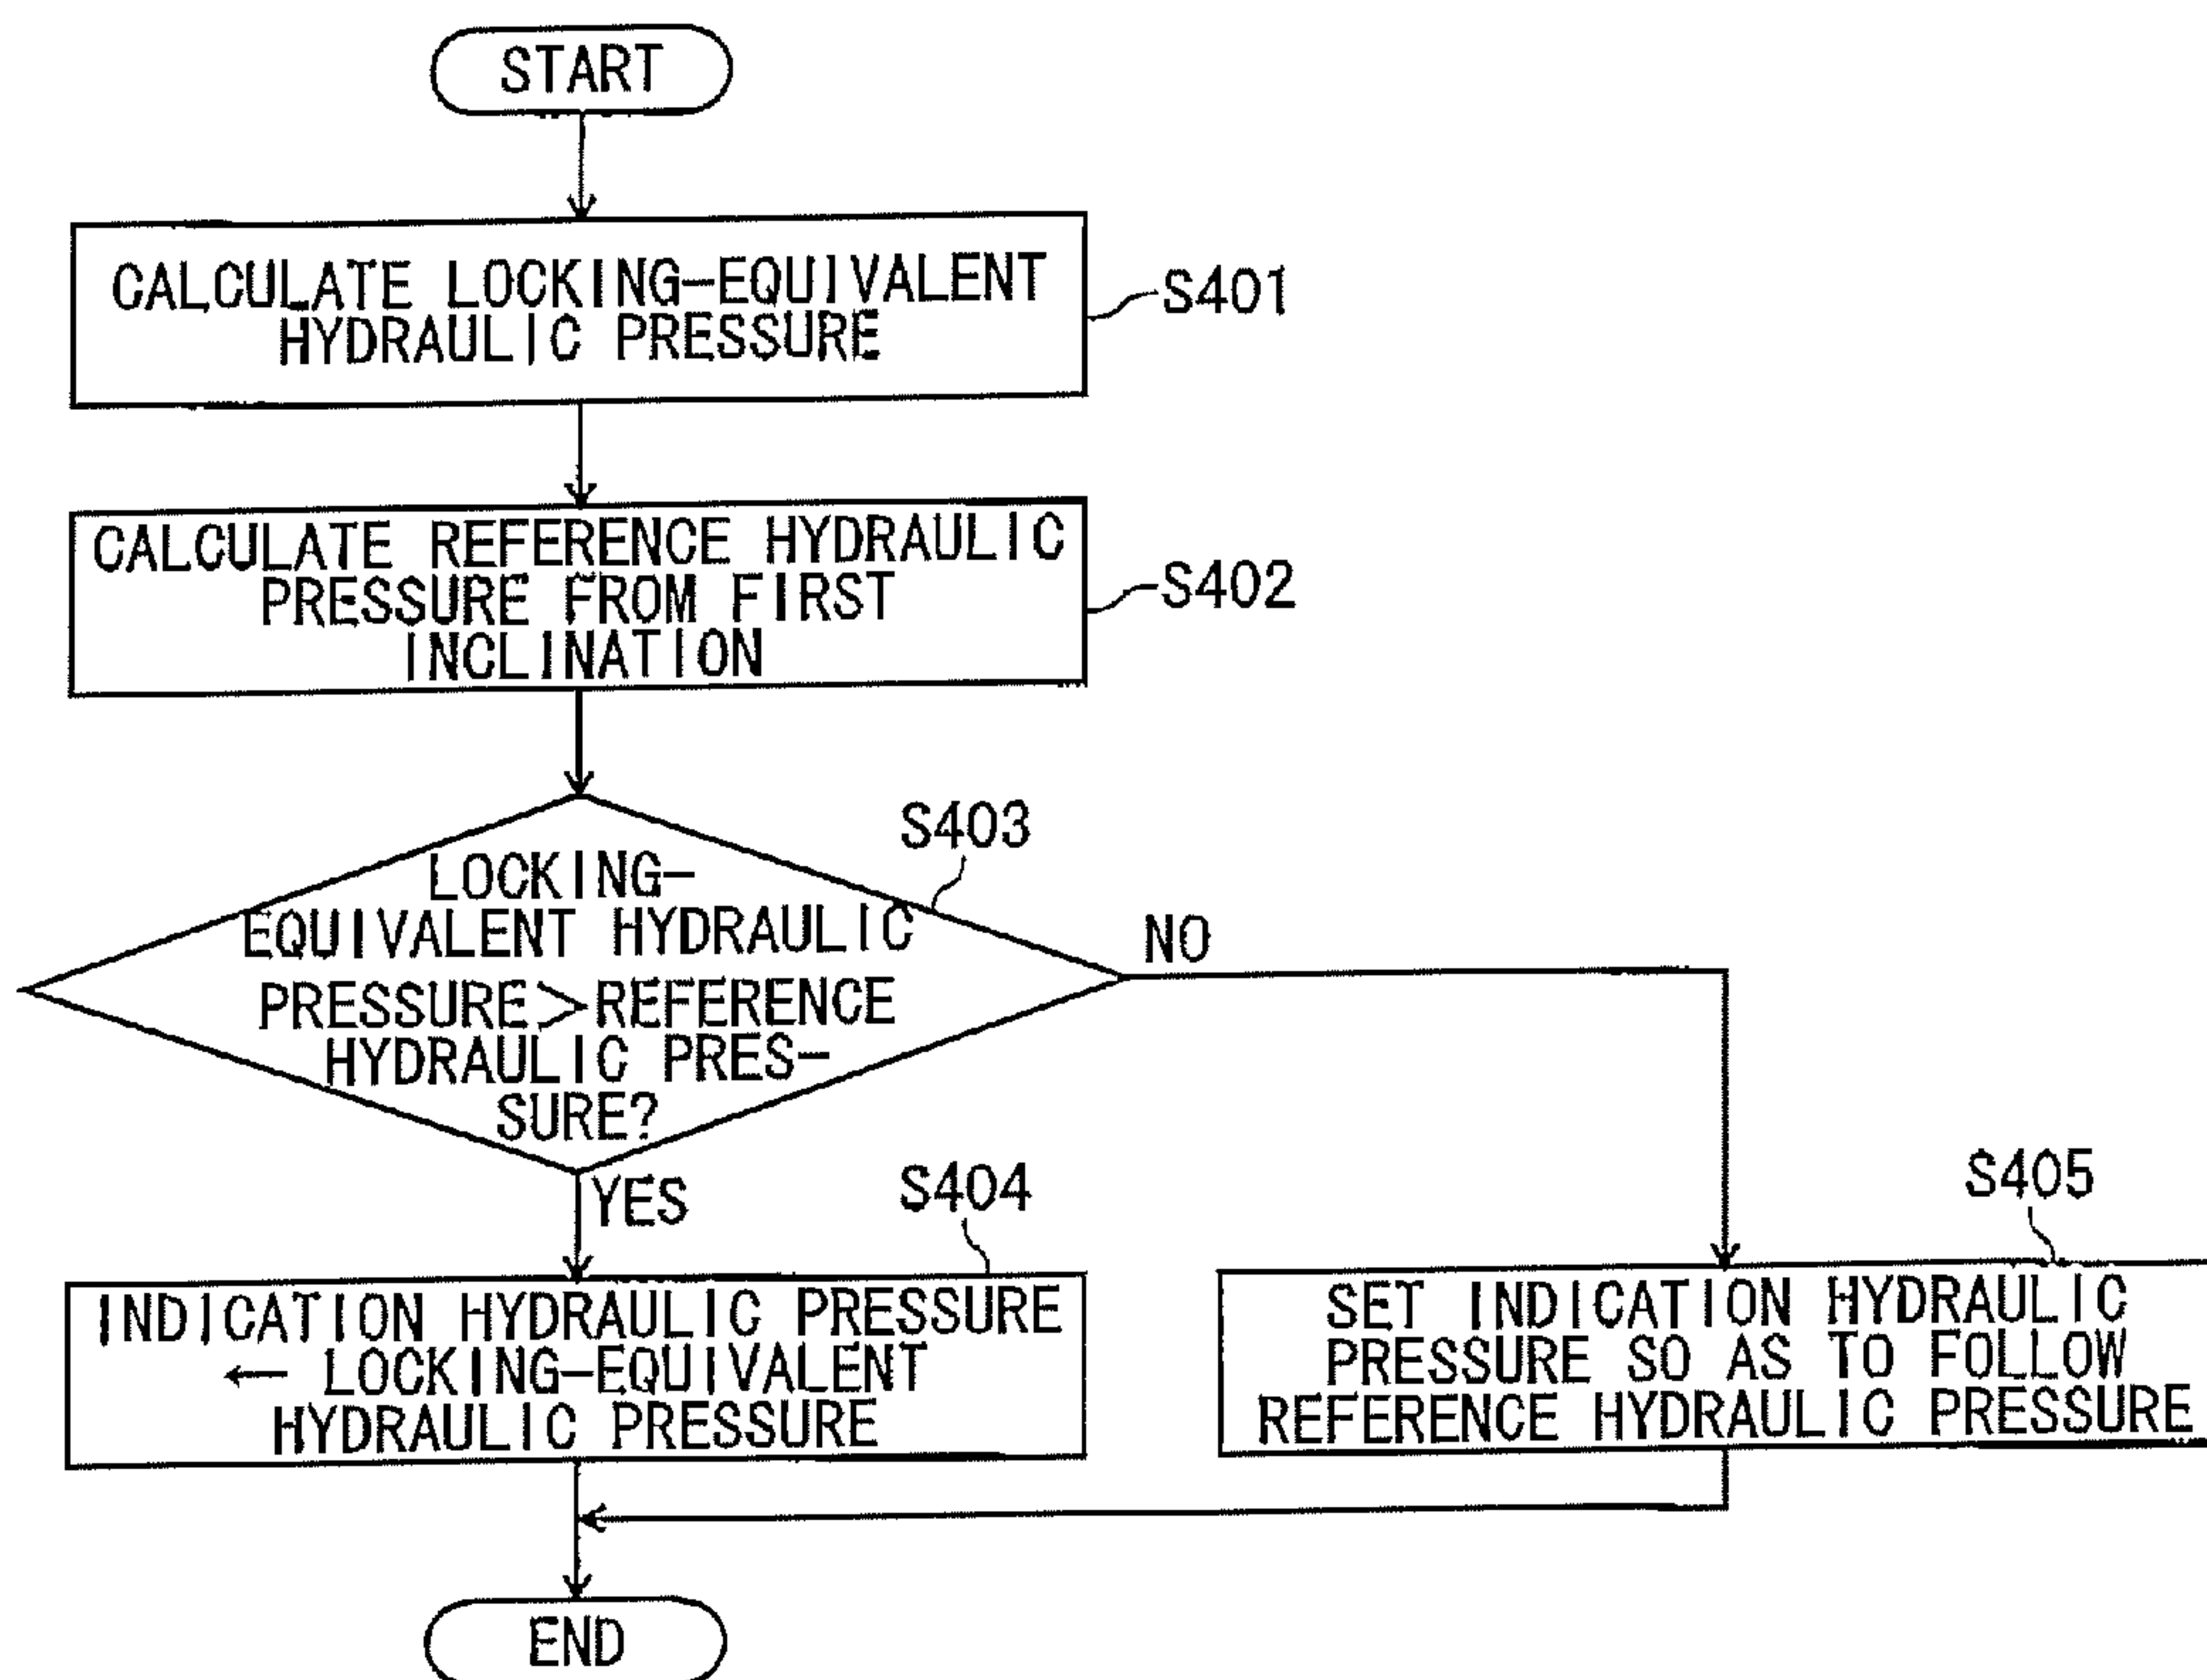 START
CALCULATE LOCKING-EQUIVALENT
HYDRAULIC PRESSURE
S401
CALCULATE REFERENCE HYDRAULIC
PRESSURE FROM FIRST
INCLINATION
S402
S403
LOCKING-
EQUIVALENT HYDRAULIC
PRESSURE>REFERENCE
HYDRAULIC PRES-
SURE?
NO
YES
S404
INDICATION HYDRAULIC PRESSURE
← LOCKING-EQUIVALENT
HYDRAULIC PRESSURE
S405
SET INDICATION HYDRAULIC
PRESSURE SO AS TO FOLLOW
REFERENCE HYDRAULIC PRESSURE
END